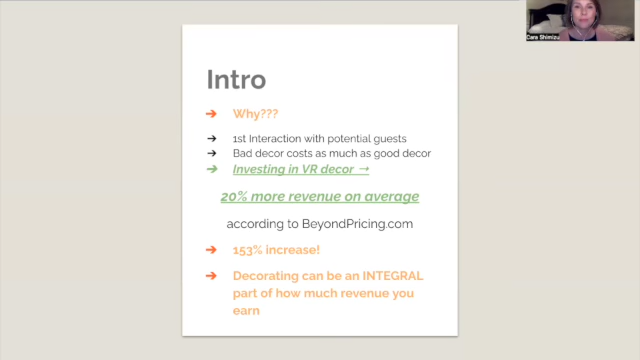 Dara Shimizu
Intro
➔ Why???
➔ 1st Interaction with potential guests
➔ Bad decor costs as much as good decor
➔ Investing in VR decor →
20% more revenue on average
according to BeyondPricing.com
➔ 153% increase!
➔ Decorating can be an INTEGRAL
part of how much revenue you
earn